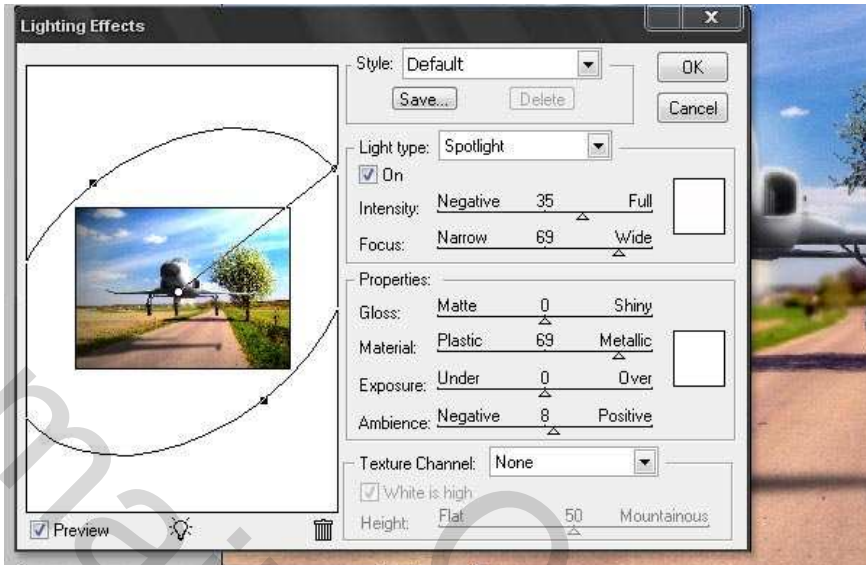 Lighting Effects
x
Style: Default
OK
Save... Delete
Cancel
Light type: Spotlight
On
Intensity: Negative 35 Full
Focus: Narrow 69 Wide
Properties:
Gloss: Matte 0 Shiny
Material: Plastic 69 Metallic
Exposure: Under 0 Over
Ambience: Negative 8 Positive
Texture Channel: None
White is high
Height: Flat 50 Mountainous
Preview